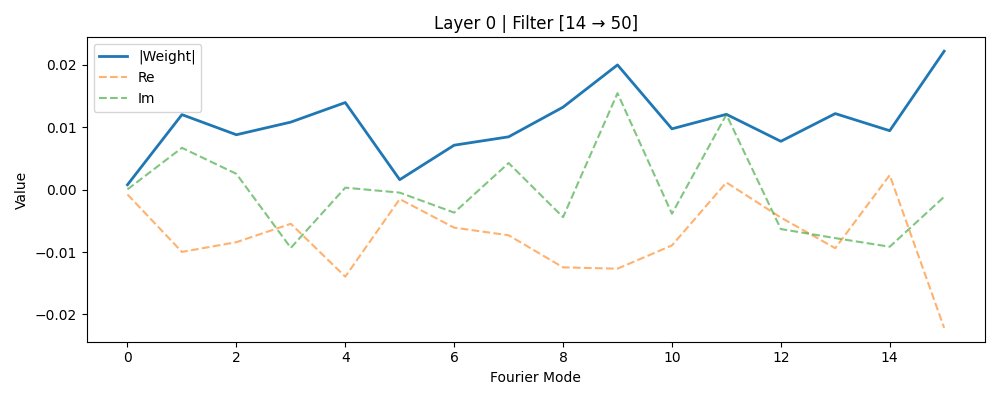 Layer 0 | Filter [14 → 50]
|Weight|
Re
Im
0.02
0.01
0.00
−0.01
−0.02
Value
0 2 4 6 8 10 12 14
Fourier Mode